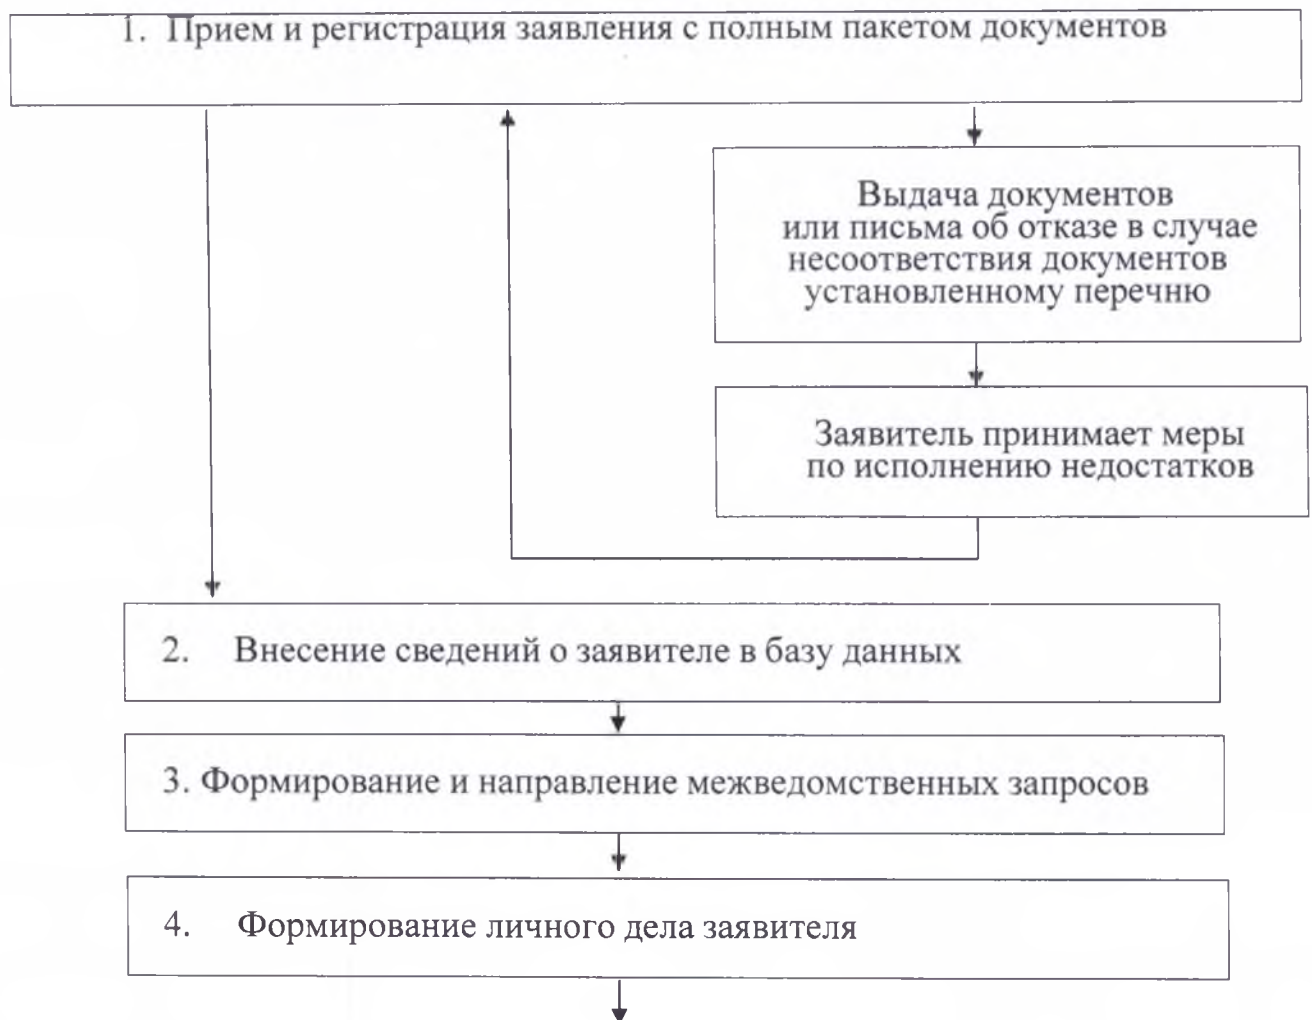 1. Прием и регистрация заявления с полным пакетом документов
Выдача документов
или письма об отказе в случае
несоответствия документов
установленному перечню
Заявитель принимает меры
по исполнению недостатков
2. Внесение сведений о заявителе в базу данных
3. Формирование и направление межведомственных запросов
4. Формирование личного дела заявителя